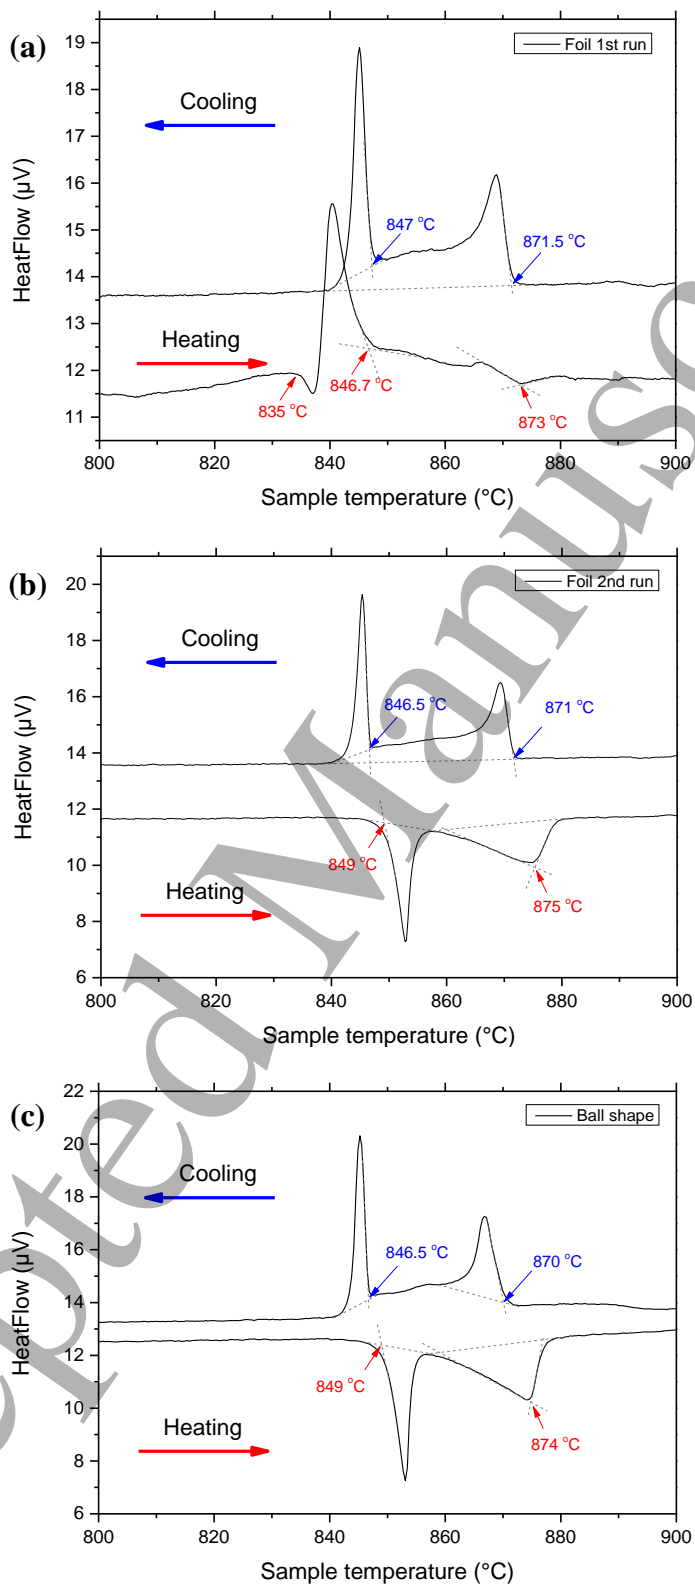 (a)
Foil 1st run
Cooling
847 °C
871.5 °C
Heating
835 °C
846.7 °C
873 °C
HeatFlow (µV)
19
18
17
16
15
14
13
12
11
800 820 840 860 880 900
Sample temperature (°C)
(b)
Foil 2nd run
Cooling
846.5 °C
871 °C
849 °C
Heating
875 °C
HeatFlow (µV)
20
18
16
14
12
10
8
6
800 820 840 860 880 900
Sample temperature (°C)
(c)
Ball shape
Cooling
846.5 °C
870 °C
849 °C
Heating
874 °C
HeatFlow (µV)
22
20
18
16
14
12
10
8
6
800 820 840 860 880 900
Sample temperature (°C)
epted Manusc